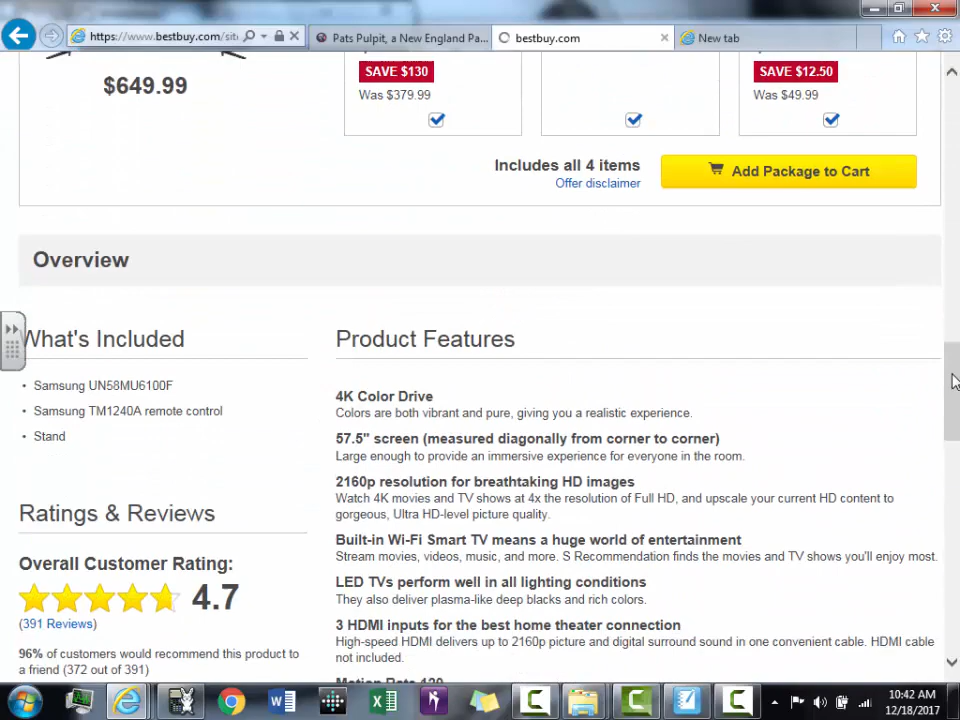 https://www.bestbuy.com/sit
Pats Pulpit, a New England Pa...
bestbuy.com
New tab
$649.99
SAVE $130
Was $379.99
SAVE $12.50
Was $49.99
Includes all 4 items
Offer disclaimer
Add Package to Cart
Overview
What's Included
• Samsung UN58MU6100F
• Samsung TM1240A remote control
• Stand
Ratings & Reviews
Overall Customer Rating:
4.7
(391 Reviews)
96% of customers would recommend this product to
a friend (372 out of 391)
Product Features
4K Color Drive
Colors are both vibrant and pure, giving you a realistic experience.
57.5" screen (measured diagonally from corner to corner)
Large enough to provide an immersive experience for everyone in the room.
2160p resolution for breathtaking HD images
Watch 4K movies and TV shows at 4x the resolution of Full HD, and upscale your current HD content to
gorgeous, Ultra HD-level picture quality.
Built-in Wi-Fi Smart TV means a huge world of entertainment
Stream movies, videos, music, and more. S Recommendation finds the movies and TV shows you'll enjoy most.
LED TVs perform well in all lighting conditions
They also deliver plasma-like deep blacks and rich colors.
3 HDMI inputs for the best home theater connection
High-speed HDMI delivers up to 2160p picture and digital surround sound in one convenient cable. HDMI cable
not included.
Motion Rate 120
10:42 AM
12/18/2017